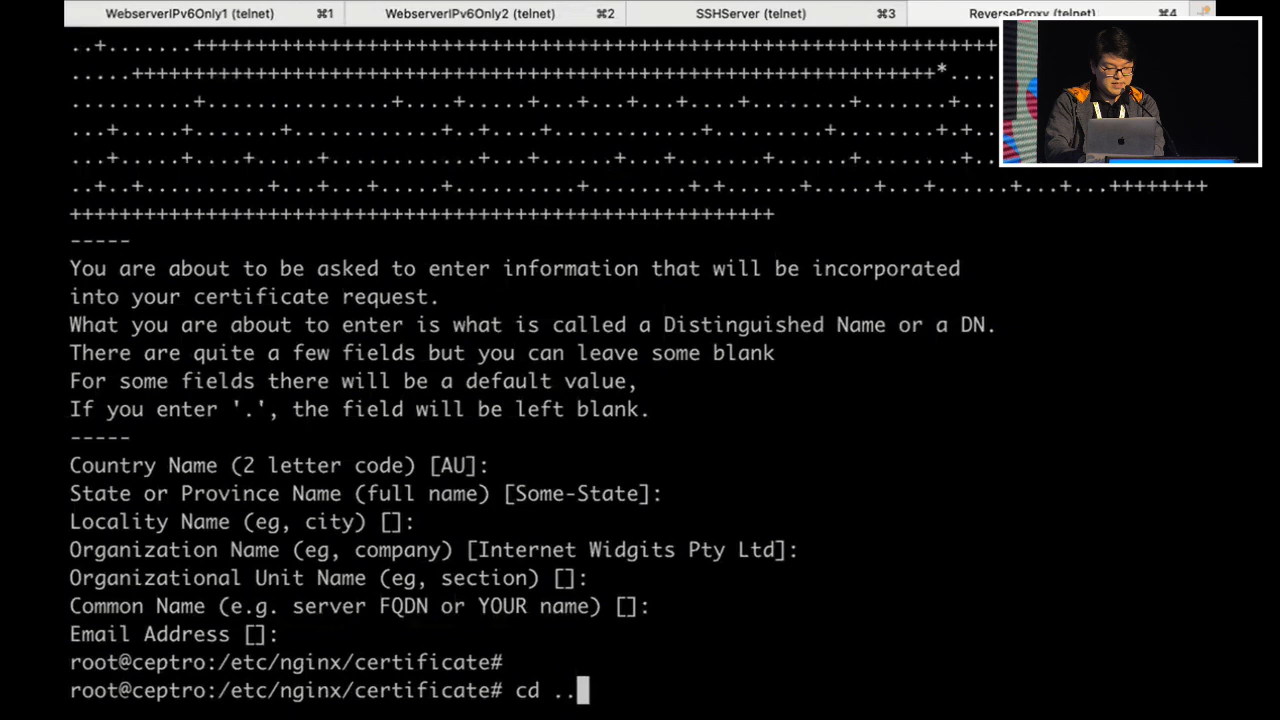 WebserverIPv6Only1 (telnet) ⌘1 WebserverIPv6Only2 (telnet) ⌘2 SSHServer (telnet) ⌘3 ReverseProxy (telnet) ⌘4
-----
You are about to be asked to enter information that will be incorporated
into your certificate request.
What you are about to enter is what is called a Distinguished Name or a DN.
There are quite a few fields but you can leave some blank
For some fields there will be a default value,
If you enter '.', the field will be left blank.
-----
Country Name (2 letter code) [AU]:
State or Province Name (full name) [Some-State]:
Locality Name (eg, city) []:
Organization Name (eg, company) [Internet Widgits Pty Ltd]:
Organizational Unit Name (eg, section) []:
Common Name (e.g. server FQDN or YOUR name) []:
Email Address []:
root@ceptro:/etc/nginx/certificate#
root@ceptro:/etc/nginx/certificate# cd ..